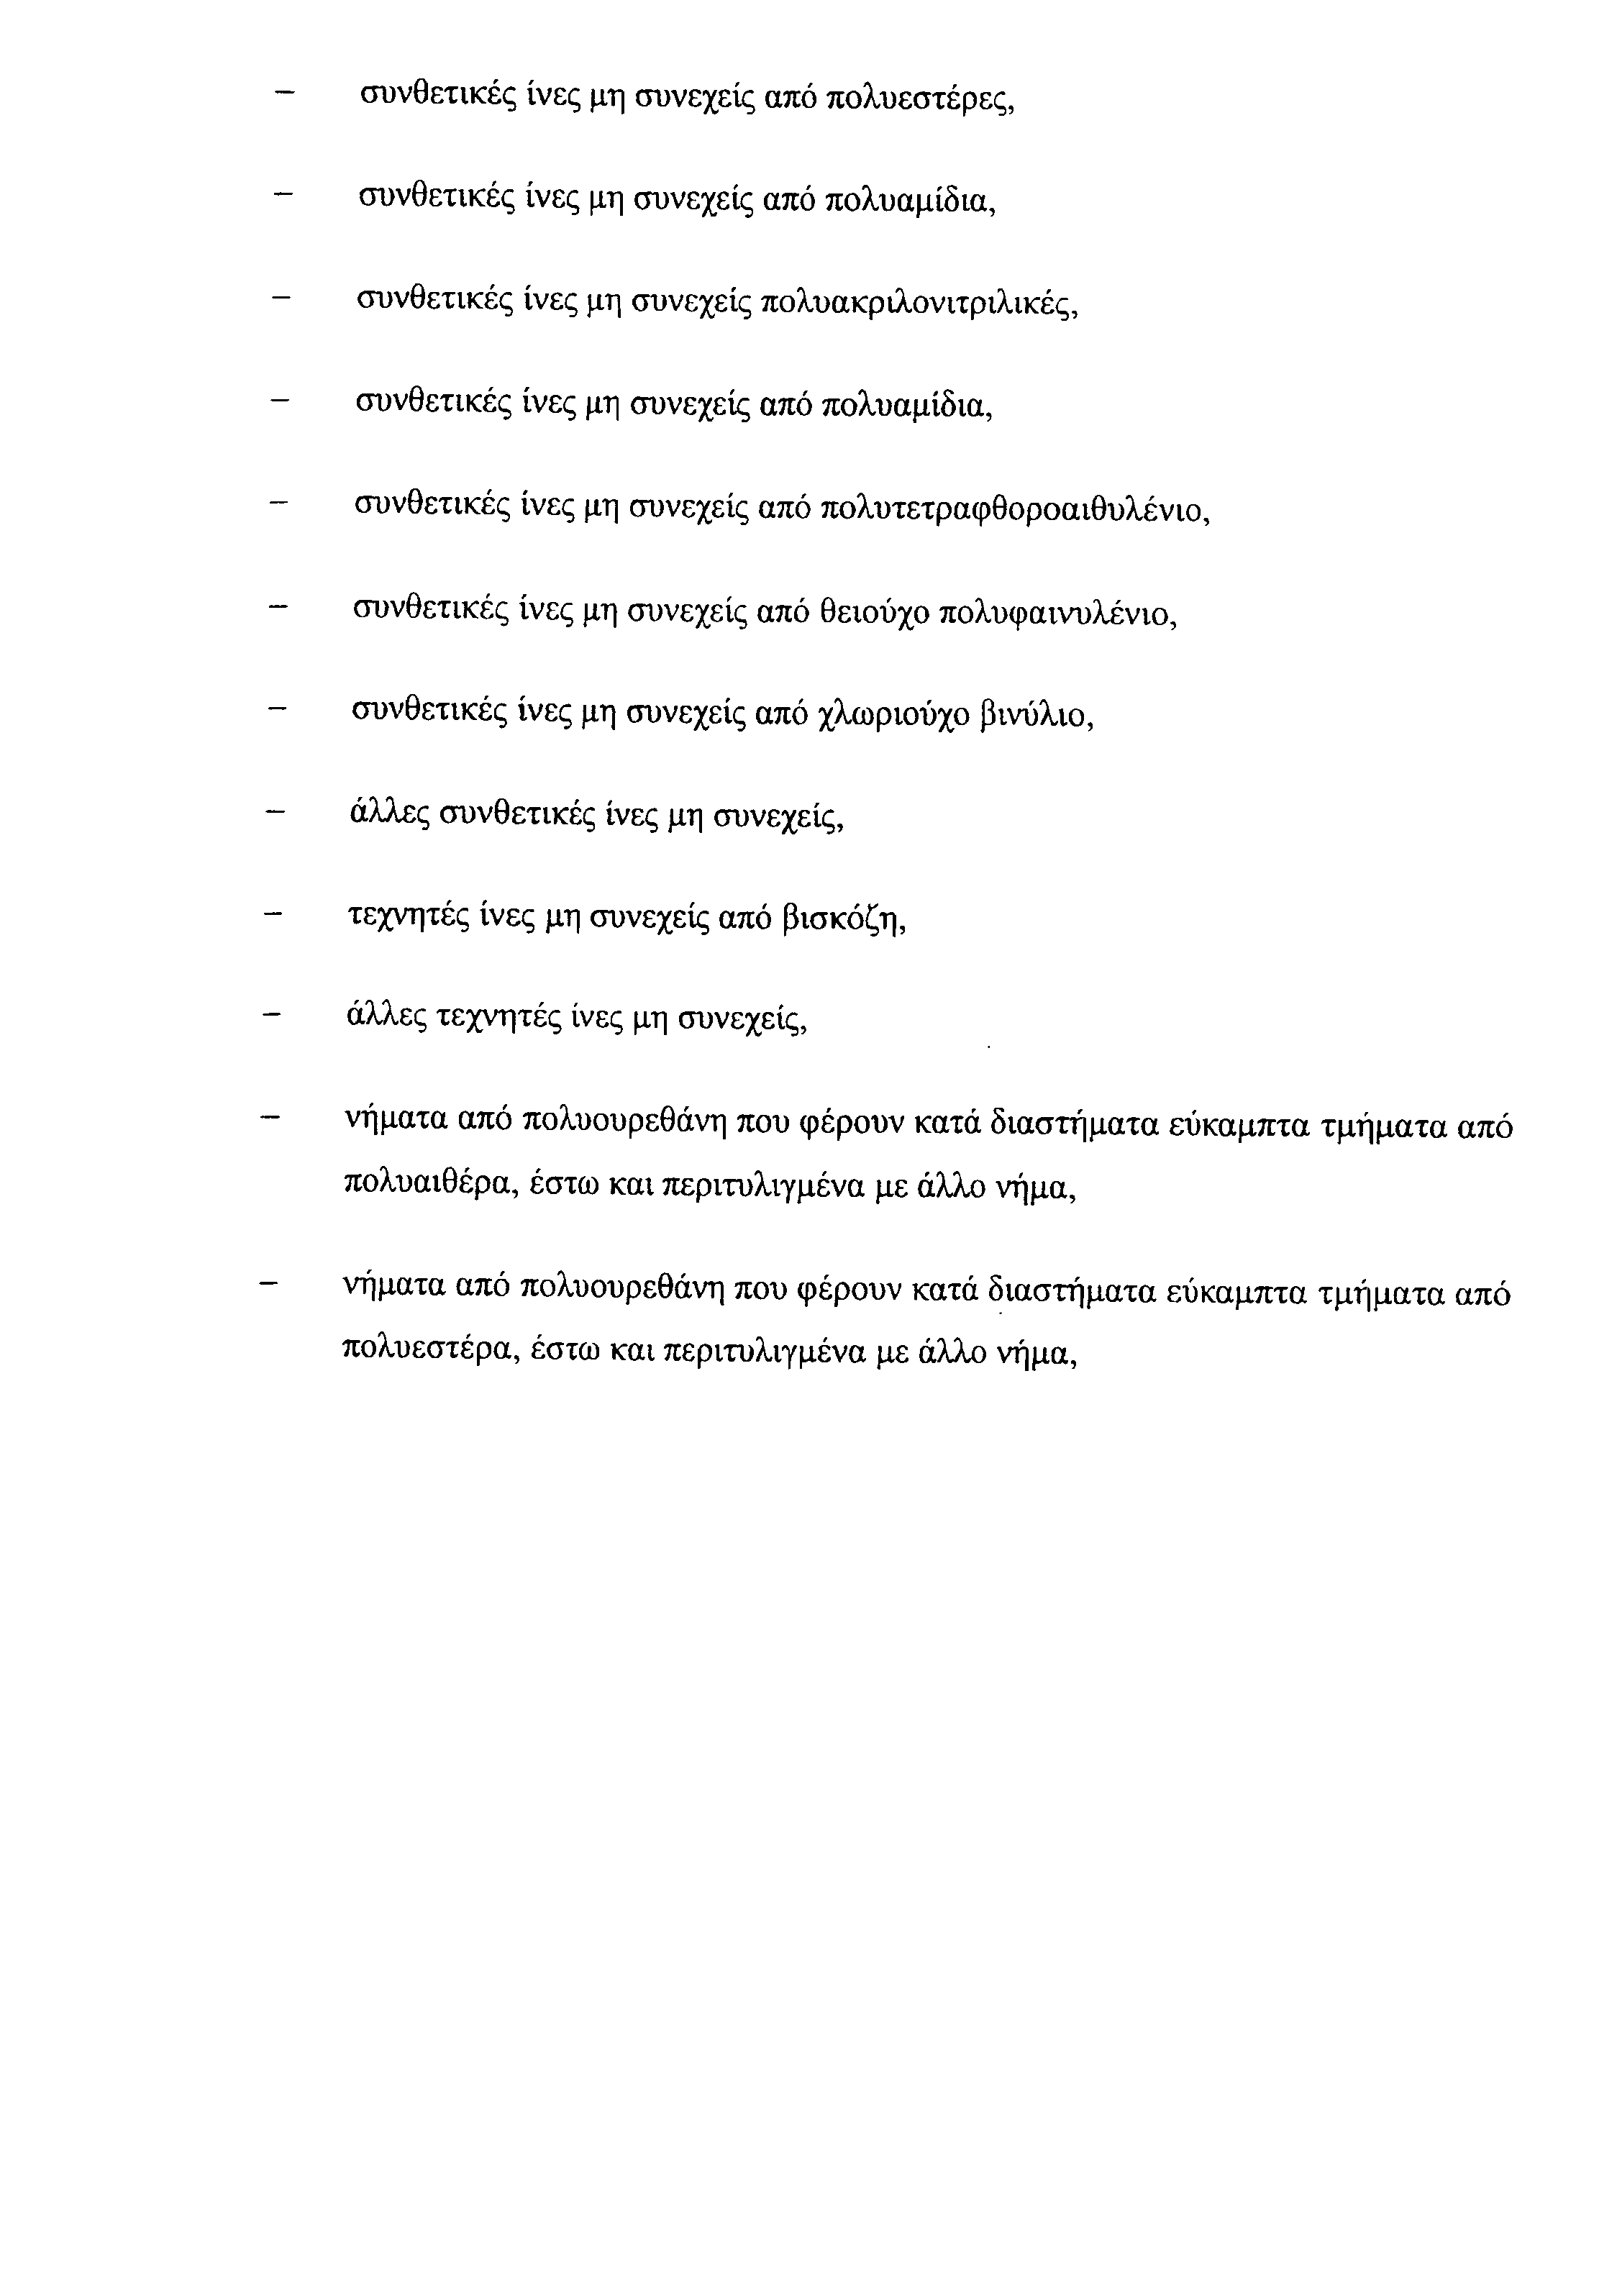 – συνθετικές ίνες μη συνεχείς από πολυεστέρες,
– συνθετικές ίνες μη συνεχείς από πολυαμίδια,
– συνθετικές ίνες μη συνεχείς πολυακριλονιτριλικές,
– συνθετικές ίνες μη συνεχείς από πολυαμίδια,
– συνθετικές ίνες μη συνεχείς από πολυτετραφθοροαιθυλένιο,
– συνθετικές ίνες μη συνεχείς από θειούχο πολυφαινυλένιο,
– συνθετικές ίνες μη συνεχείς από χλωριούχο βινύλιο,
– άλλες συνθετικές ίνες μη συνεχείς,
– τεχνητές ίνες μη συνεχείς από βισκόζη,
– άλλες τεχνητές ίνες μη συνεχείς,
– νήματα από πολυουρεθάνη που φέρουν κατά διαστήματα εύκαμπτα τμήματα από
πολυαιθέρα, έστω και περιτυλιγμένα με άλλο νήμα,
– νήματα από πολυουρεθάνη που φέρουν κατά διαστήματα εύκαμπτα τμήματα από
πολυεστέρα, έστω και περιτυλιγμένα με άλλο νήμα,